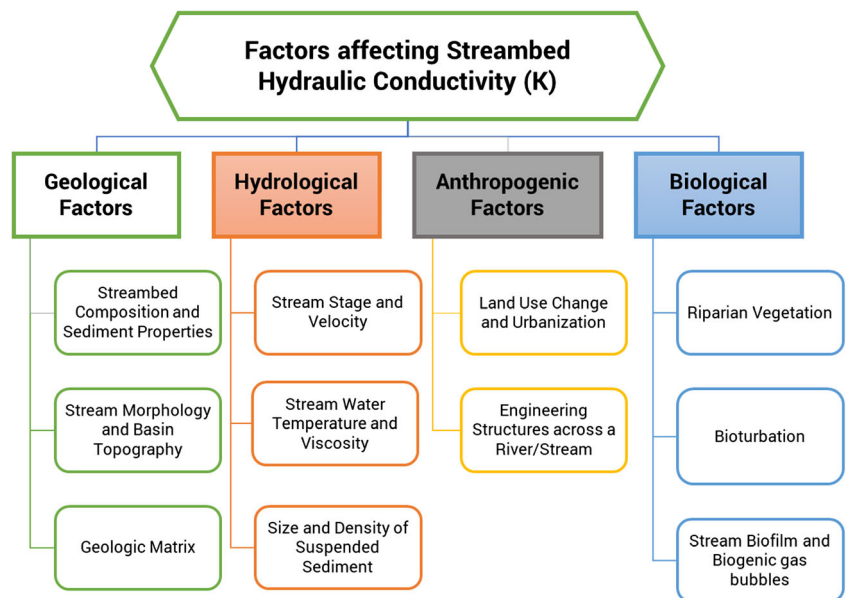 Factors affecting Streambed
Hydraulic Conductivity (K)
Geological
Factors
Hydrological
Factors
Anthropogenic
Factors
Biological
Factors
Streambed
Composition and
Sediment Properties
Stream Morphology
and Basin
Topography
Geologic Matrix
Stream Stage and
Velocity
Stream Water
Temperature and
Viscosity
Size and Density of
Suspended
Sediment
Land Use Change
and Urbanization
Engineering
Structures across a
River/Stream
Riparian Vegetation
Bioturbation
Stream Biofilm and
Biogenic gas
bubbles